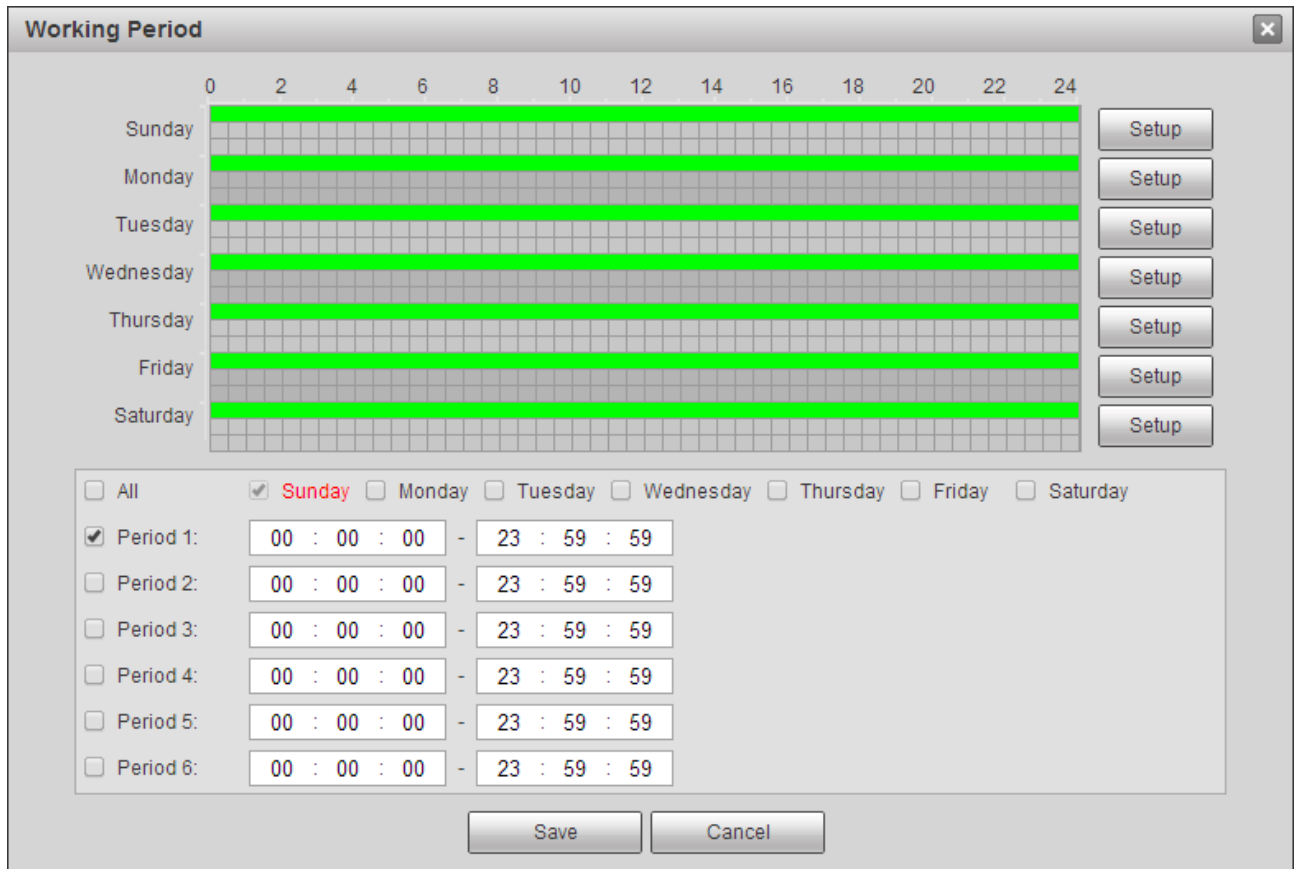 Working Period
0 2 4 6 8 10 12 14 16 18 20 22 24
Sunday Setup
Monday Setup
Tuesday Setup
Wednesday Setup
Thursday Setup
Friday Setup
Saturday Setup
All Sunday Monday Tuesday Wednesday Thursday Friday Saturday
Period 1: 00 : 00 : 00 - 23 : 59 : 59
Period 2: 00 : 00 : 00 - 23 : 59 : 59
Period 3: 00 : 00 : 00 - 23 : 59 : 59
Period 4: 00 : 00 : 00 - 23 : 59 : 59
Period 5: 00 : 00 : 00 - 23 : 59 : 59
Period 6: 00 : 00 : 00 - 23 : 59 : 59
Save Cancel